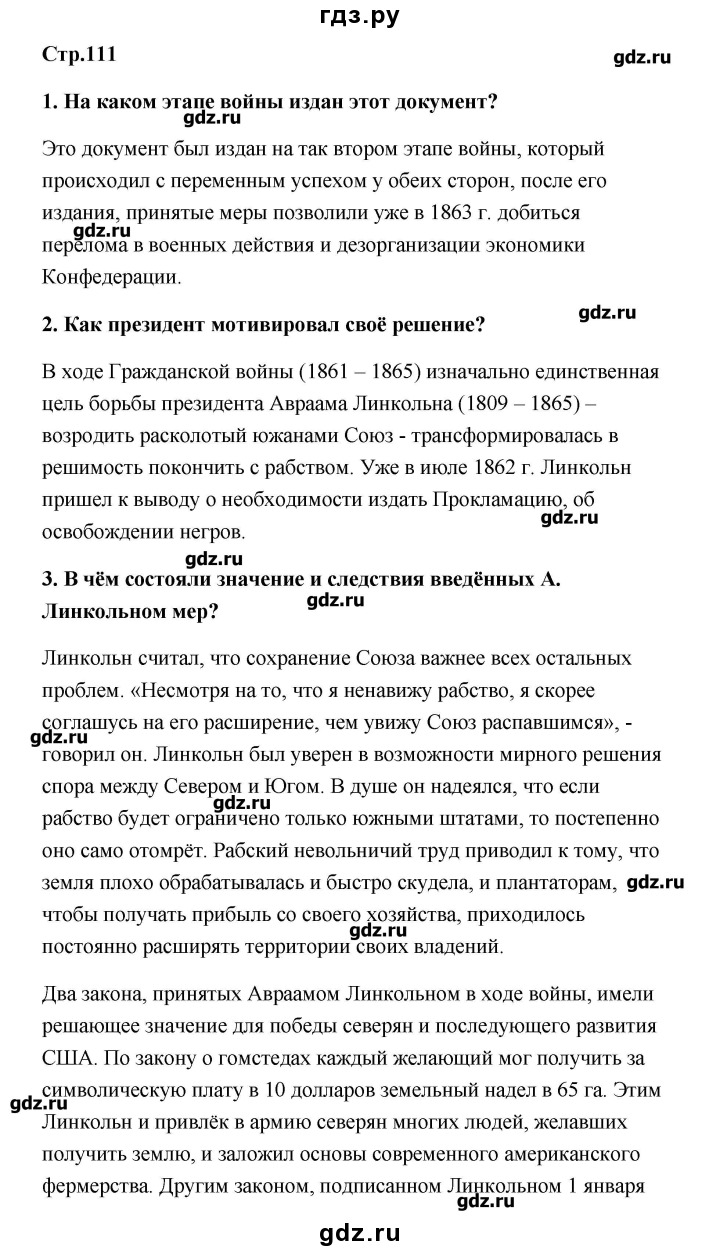 гдз.ру
Стр.111
gdz.ru
1. На каком этапе войны издан этот документ?
gdz.ru
Это документ был издан на так втором этапе войны, который
происходил с переменным успехом у обеих сторон, после его
издания, принятые меры позволили уже в 1863 г. добиться
gdz.ru
перелома в военных действия и дезорганизации экономики
Конфедерации.
gdz.ru
2. Как президент мотивировал своё решение?
В ходе Гражданской войны (1861 – 1865) изначально единственная
цель борьбы президента Авраама Линкольна (1809 – 1865) –
возродить расколотый южанами Союз - трансформировалась в
решимость покончить с рабством. Уже в июле 1862 г. Линкольн
пришел к выводу о необходимости издать Прокламацию, об
gdz.ru
освобождении негров.
gdz.ru
3. В чём состояли значение и следствия введённых А.
gdz.ru
Линкольном мер?
Линкольн считал, что сохранение Союза важнее всех остальных
проблем. «Несмотря на то, что я ненавижу рабство, я скорее
соглашусь на его расширение, чем увижу Союз распавшимся», -
gdz.ru
говорил он. Линкольн был уверен в возможности мирного решения
спора между Севером и Югом. В душе он надеялся, что если
gdz.ru
рабство будет ограничено только южными штатами, то постепенно
оно само отомрёт. Рабский невольничий труд приводил к тому, что
земля плохо обрабатывалась и быстро скудела, и плантаторам,
gdz.ru
чтобы получать прибыль со своего хозяйства, приходилось
gdz.ru
постоянно расширять территории своих владений.
Два закона, принятых Авраамом Линкольном в ходе войны, имели
решающее значение для победы северян и последующего развития
США. По закону о гомстедах каждый желающий мог получить за
символическую плату в 10 долларов земельный надел в 65 га. Этим
gdz.ru
Линкольн и привлёк в армию северян многих людей, желавших
получить землю, и заложил основы современного американского
фермерства. Другим законом, подписанном Линкольном 1 января
gdz.ru
gdz.ru